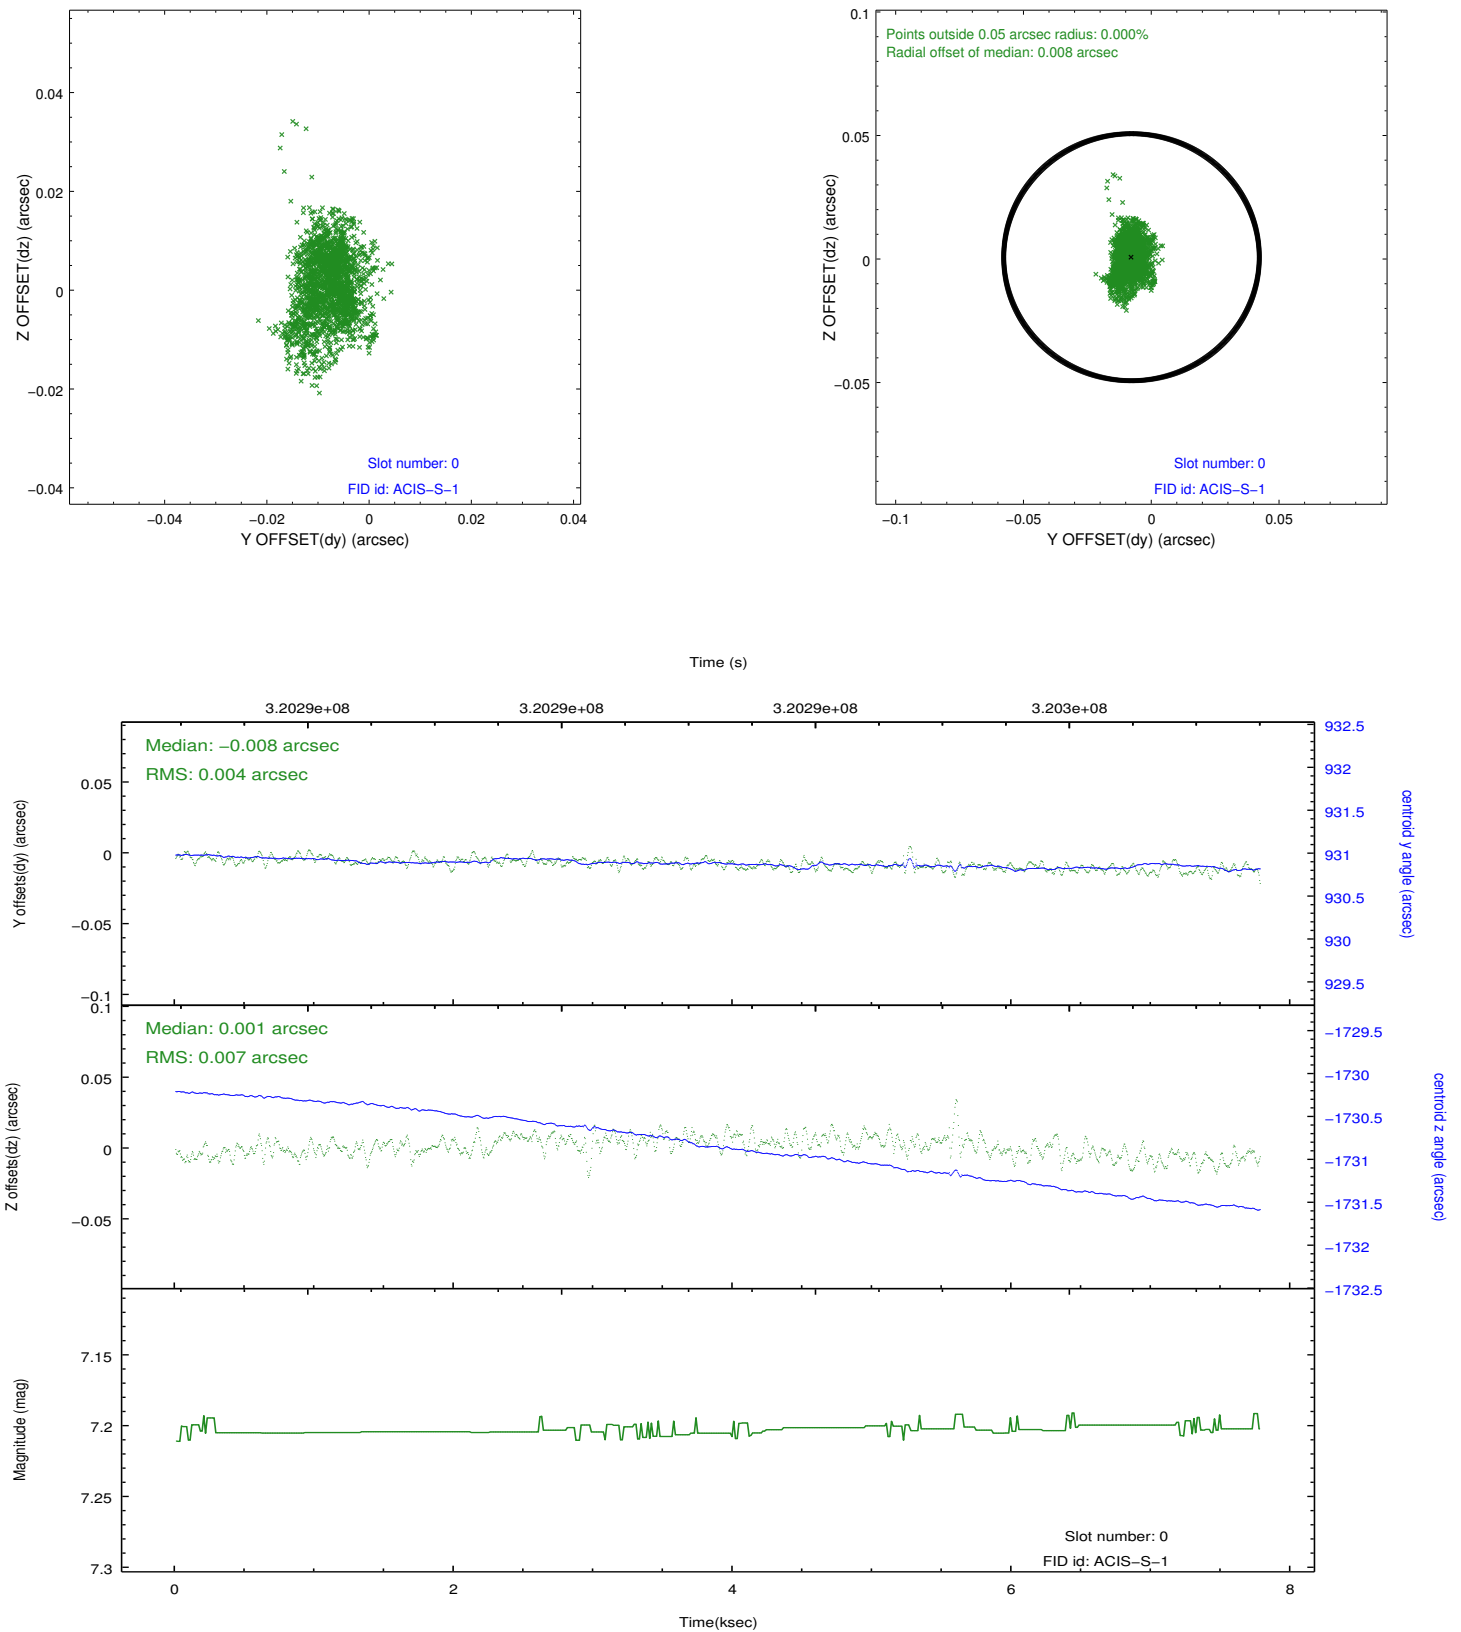 0.04
0.02
0
−0.02
−0.04
Z OFFSET(dz) (arcsec)
Slot number: 0
FID id: ACIS−S−1
−0.04 −0.02 0 0.02 0.04
Y OFFSET(dy) (arcsec)
0.1
0.05
0
−0.05
Z OFFSET(dz) (arcsec)
Points outside 0.05 arcsec radius: 0.000%
Radial offset of median: 0.008 arcsec
Slot number: 0
FID id: ACIS−S−1
−0.1 −0.05 0 0.05
Y OFFSET(dy) (arcsec)
Time (s)
3.2029e+08 3.2029e+08 3.2029e+08 3.203e+08
Median: −0.008 arcsec
RMS: 0.004 arcsec
0.05
0
−0.05
−0.1
Y offsets(dy) (arcsec)
932.5
932
931.5
931
930.5
930
929.5
centroid y angle (arcsec)
Median: 0.001 arcsec
RMS: 0.007 arcsec
0.1
0.05
0
−0.05
Z offsets(dz) (arcsec)
−1729.5
−1730
−1730.5
−1731
−1731.5
−1732
−1732.5
centroid z angle (arcsec)
7.15
7.2
7.25
7.3
Magnitude (mag)
Slot number: 0
FID id: ACIS−S−1
0 2 4 6 8
Time(ksec)